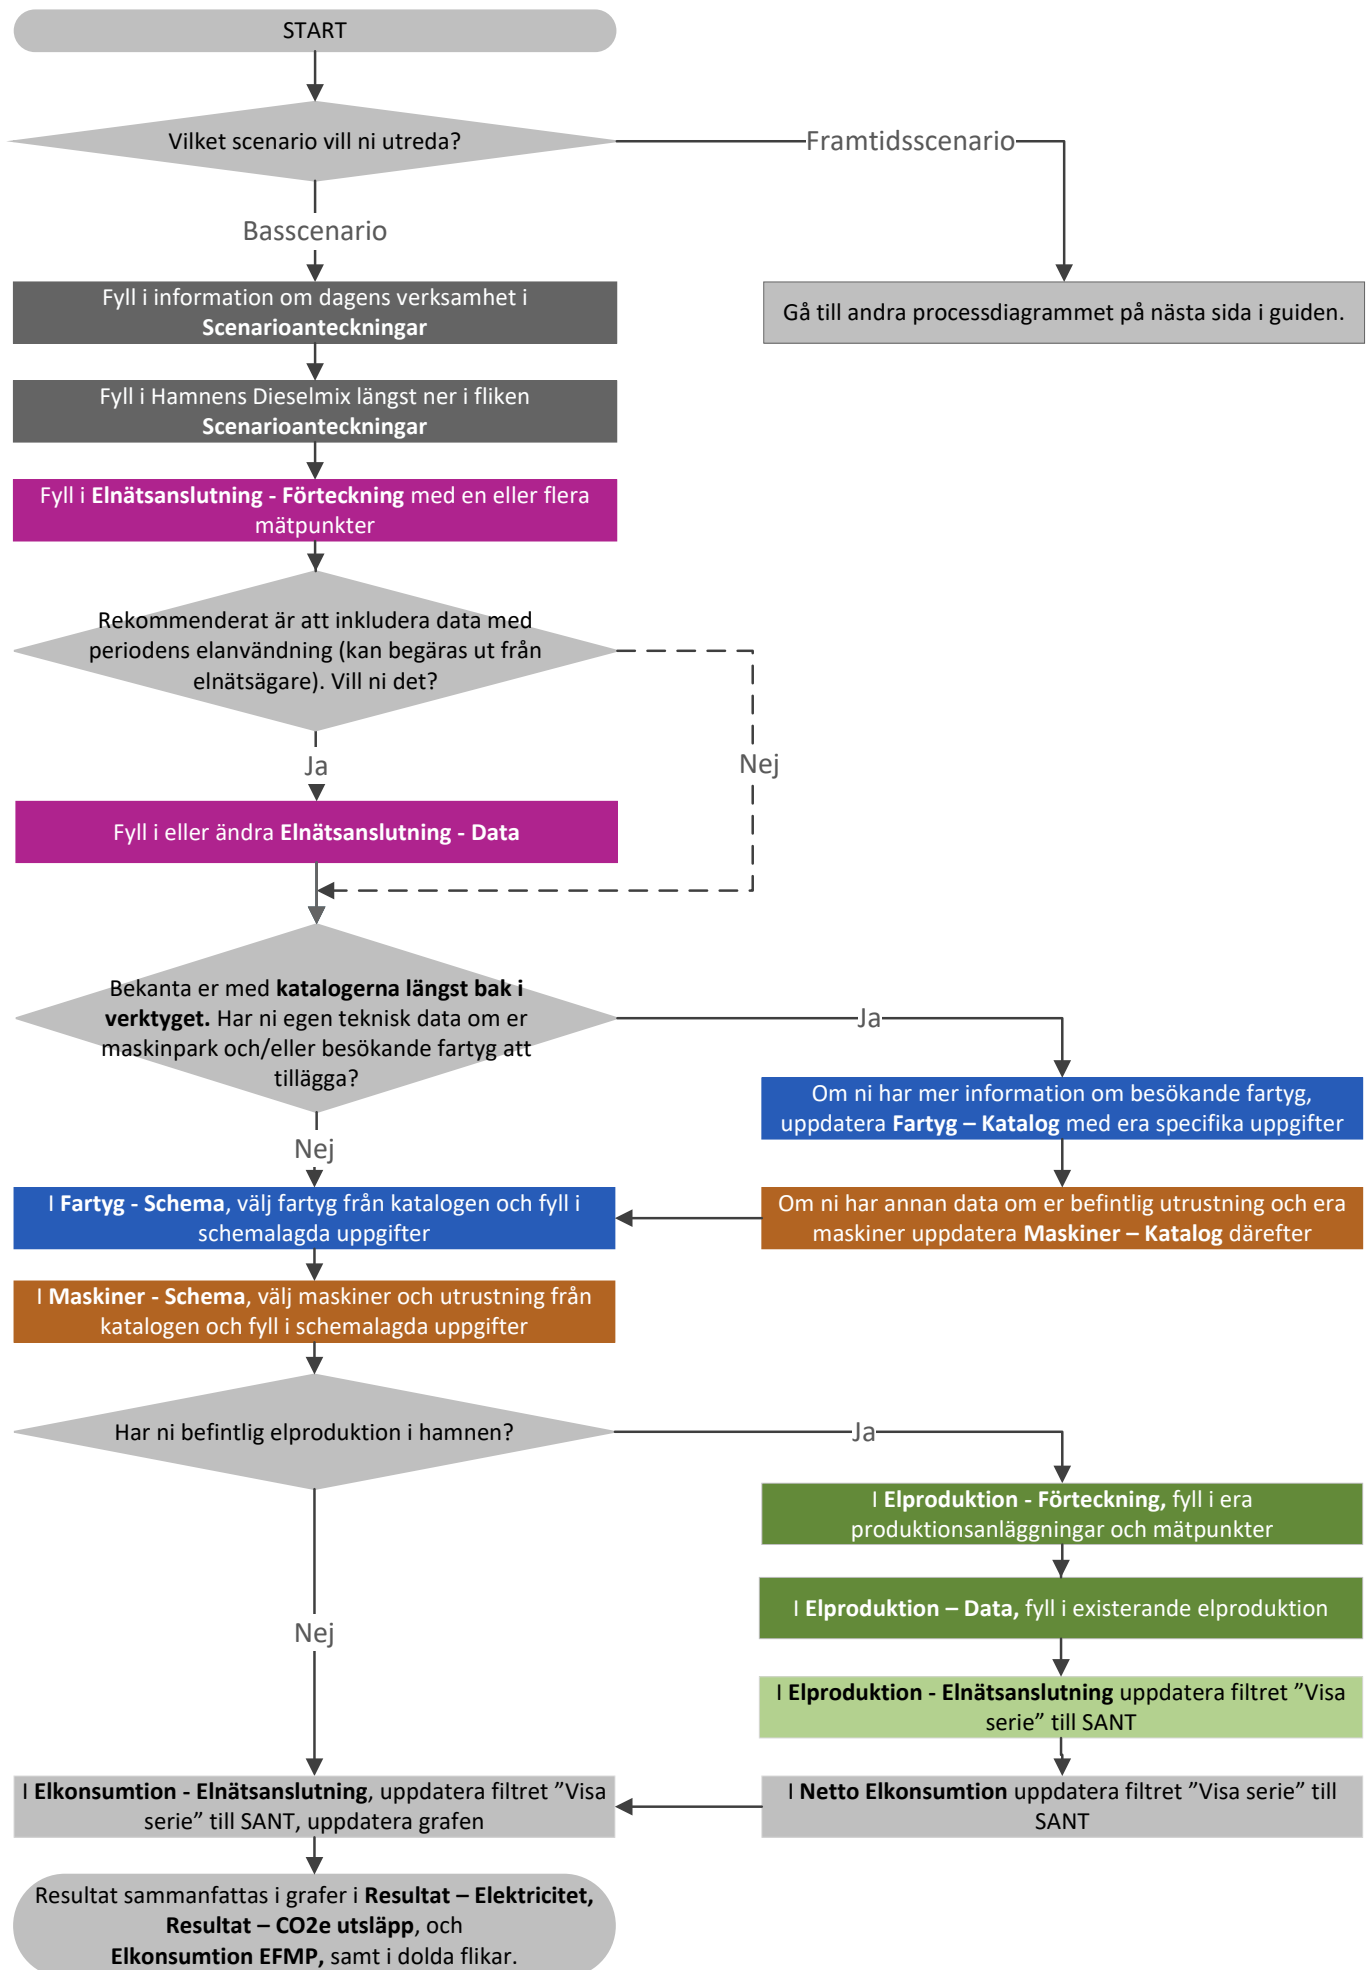 START
Vilket scenario vill ni utreda?
Framtidsscenario
Basscenario
Fyll i information om dagens verksamhet i
Scenarioanteckningar
Gå till andra processdiagrammet på nästa sida i guiden.
Fyll i Hamnens Dieselmix längst ner i fliken
Scenarioanteckningar
Fyll i Elnätsanslutning - Förteckning med en eller flera
mätpunkter
Rekommenderat är att inkludera data med
periodens elanvändning (kan begäras ut från
elnätsägare). Vill ni det?
Nej
Ja
Fyll i eller ändra Elnätsanslutning - Data
Bekanta er med katalogerna längst bak i
verktyget. Har ni egen teknisk data om er
maskinpark och/eller besökande fartyg att
tillägga?
Ja
Om ni har mer information om besökande fartyg,
uppdatera Fartyg – Katalog med era specifika uppgifter
Nej
Om ni har annan data om er befintlig utrustning och era
maskiner uppdatera Maskiner – Katalog därefter
I Fartyg - Schema, välj fartyg från katalogen och fyll i
schemalagda uppgifter
I Maskiner - Schema, välj maskiner och utrustning från
katalogen och fyll i schemalagda uppgifter
Har ni befintlig elproduktion i hamnen?
Ja
I Elproduktion - Förteckning, fyll i era
produktionsanläggningar och mätpunkter
I Elproduktion – Data, fyll i existerande elproduktion
Nej
I Elproduktion - Elnätsanslutning uppdatera filtret ”Visa
serie” till SANT
I Netto Elkonsumtion uppdatera filtret ”Visa serie” till
SANT
I Elkonsumtion - Elnätsanslutning, uppdatera filtret ”Visa
serie” till SANT, uppdatera grafen
Resultat sammanfattas i grafer i Resultat – Elektricitet,
Resultat – CO2e utsläpp, och
Elkonsumtion EFMP, samt i dolda flikar.